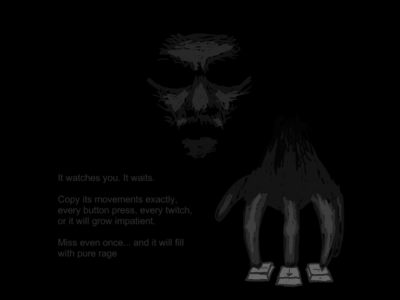 It watches you. It waits.
Copy its movements exactly,
every button press, every twitch,
or it will grow impatient.
Miss even once... and it will fill
with pure rage